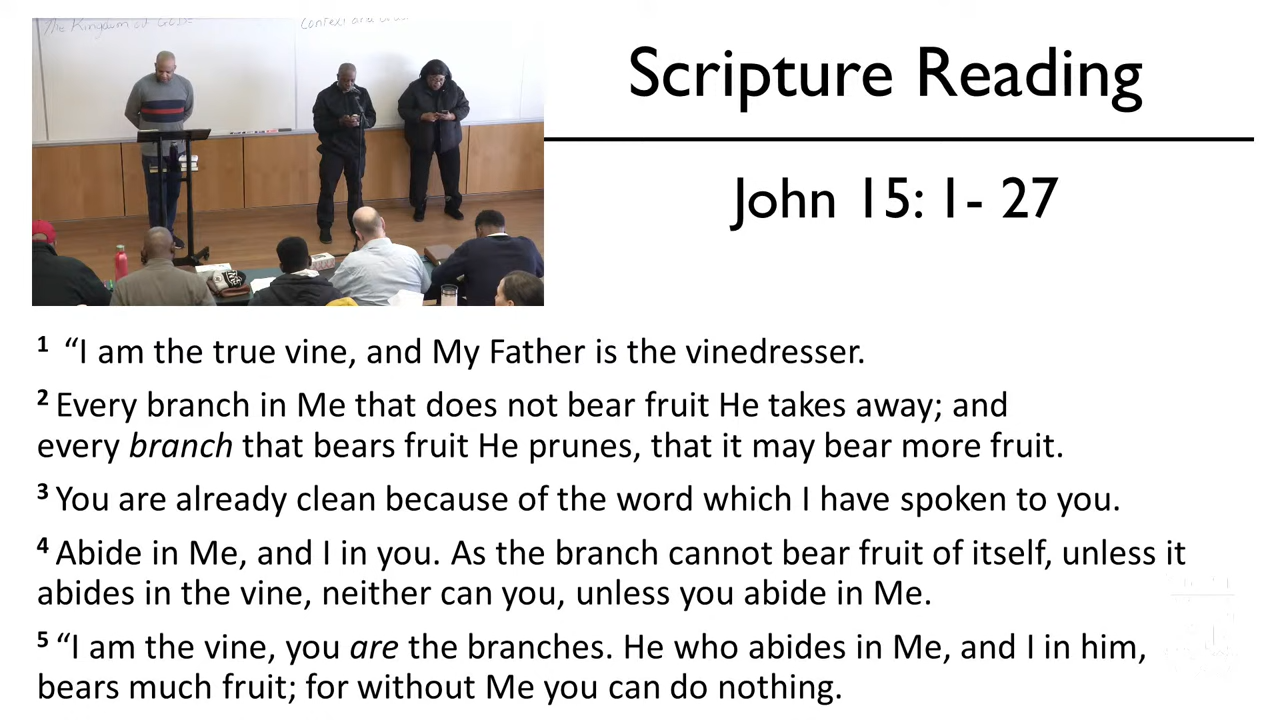 The Kingdom of
Scripture Reading
John 15: 1- 27
1 “I am the true vine, and My Father is the vinedresser.
2 Every branch in Me that does not bear fruit He takes away; and
every branch that bears fruit He prunes, that it may bear more fruit.
3 You are already clean because of the word which I have spoken to you.
4 Abide in Me, and I in you. As the branch cannot bear fruit of itself, unless it
abides in the vine, neither can you, unless you abide in Me.
5 “I am the vine, you are the branches. He who abides in Me, and I in him,
bears much fruit; for without Me you can do nothing.